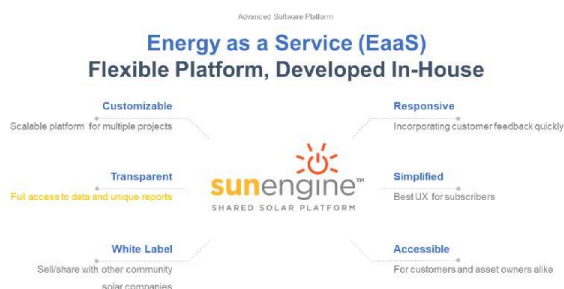 Advanced Software Platform
Energy as a Service (EaaS)
Flexible Platform, Developed In-House
Customizable
Scalable platform for multiple projects
Transparent
Full access to data and unique reports
White Label
Sell/share with other community
solar companies
sunengine™
SHARED SOLAR PLATFORM
Responsive
Incorporating customer feedback quickly
Simplified
Best UX for subscribers
Accessible
For customers and asset owners alike